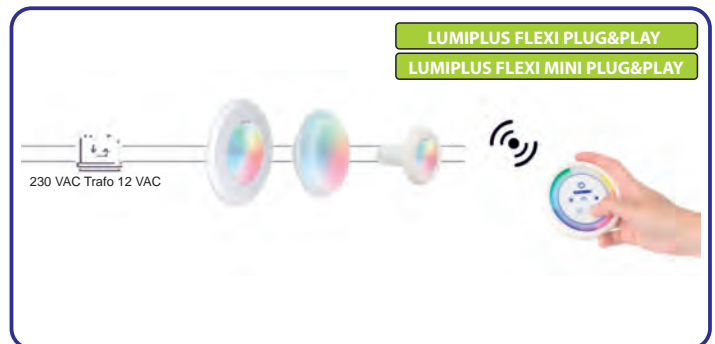 LUMIPLUS FLEXI PLUG&PLAY
LUMIPLUS FLEXI MINI PLUG&PLAY
230 VAC Trafo 12 VAC